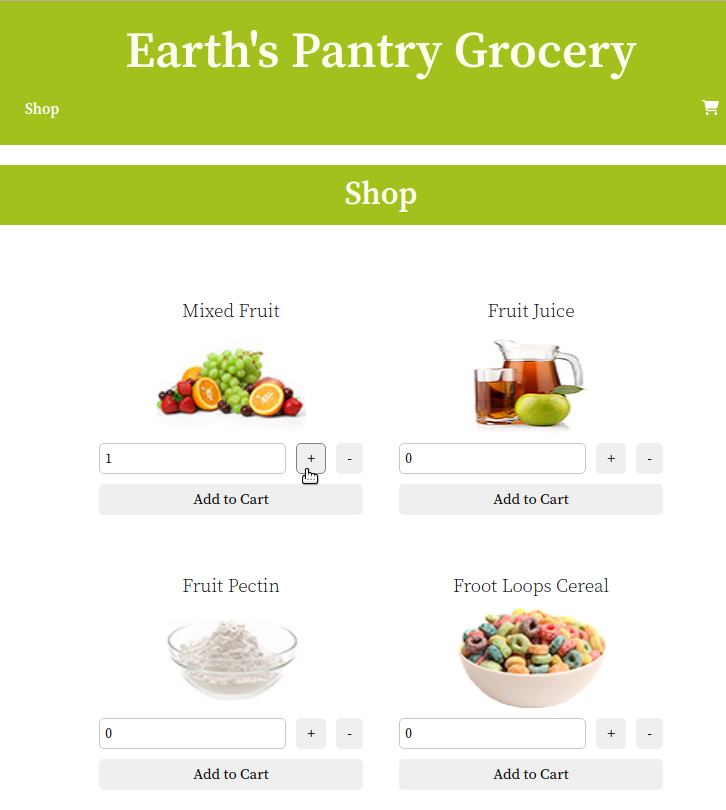 Earth's Pantry Grocery
Shop
Shop
Mixed Fruit
Fruit Juice
1 + -
0 + -
Add to Cart
Add to Cart
Fruit Pectin
Froot Loops Cereal
0 + -
0 + -
Add to Cart
Add to Cart